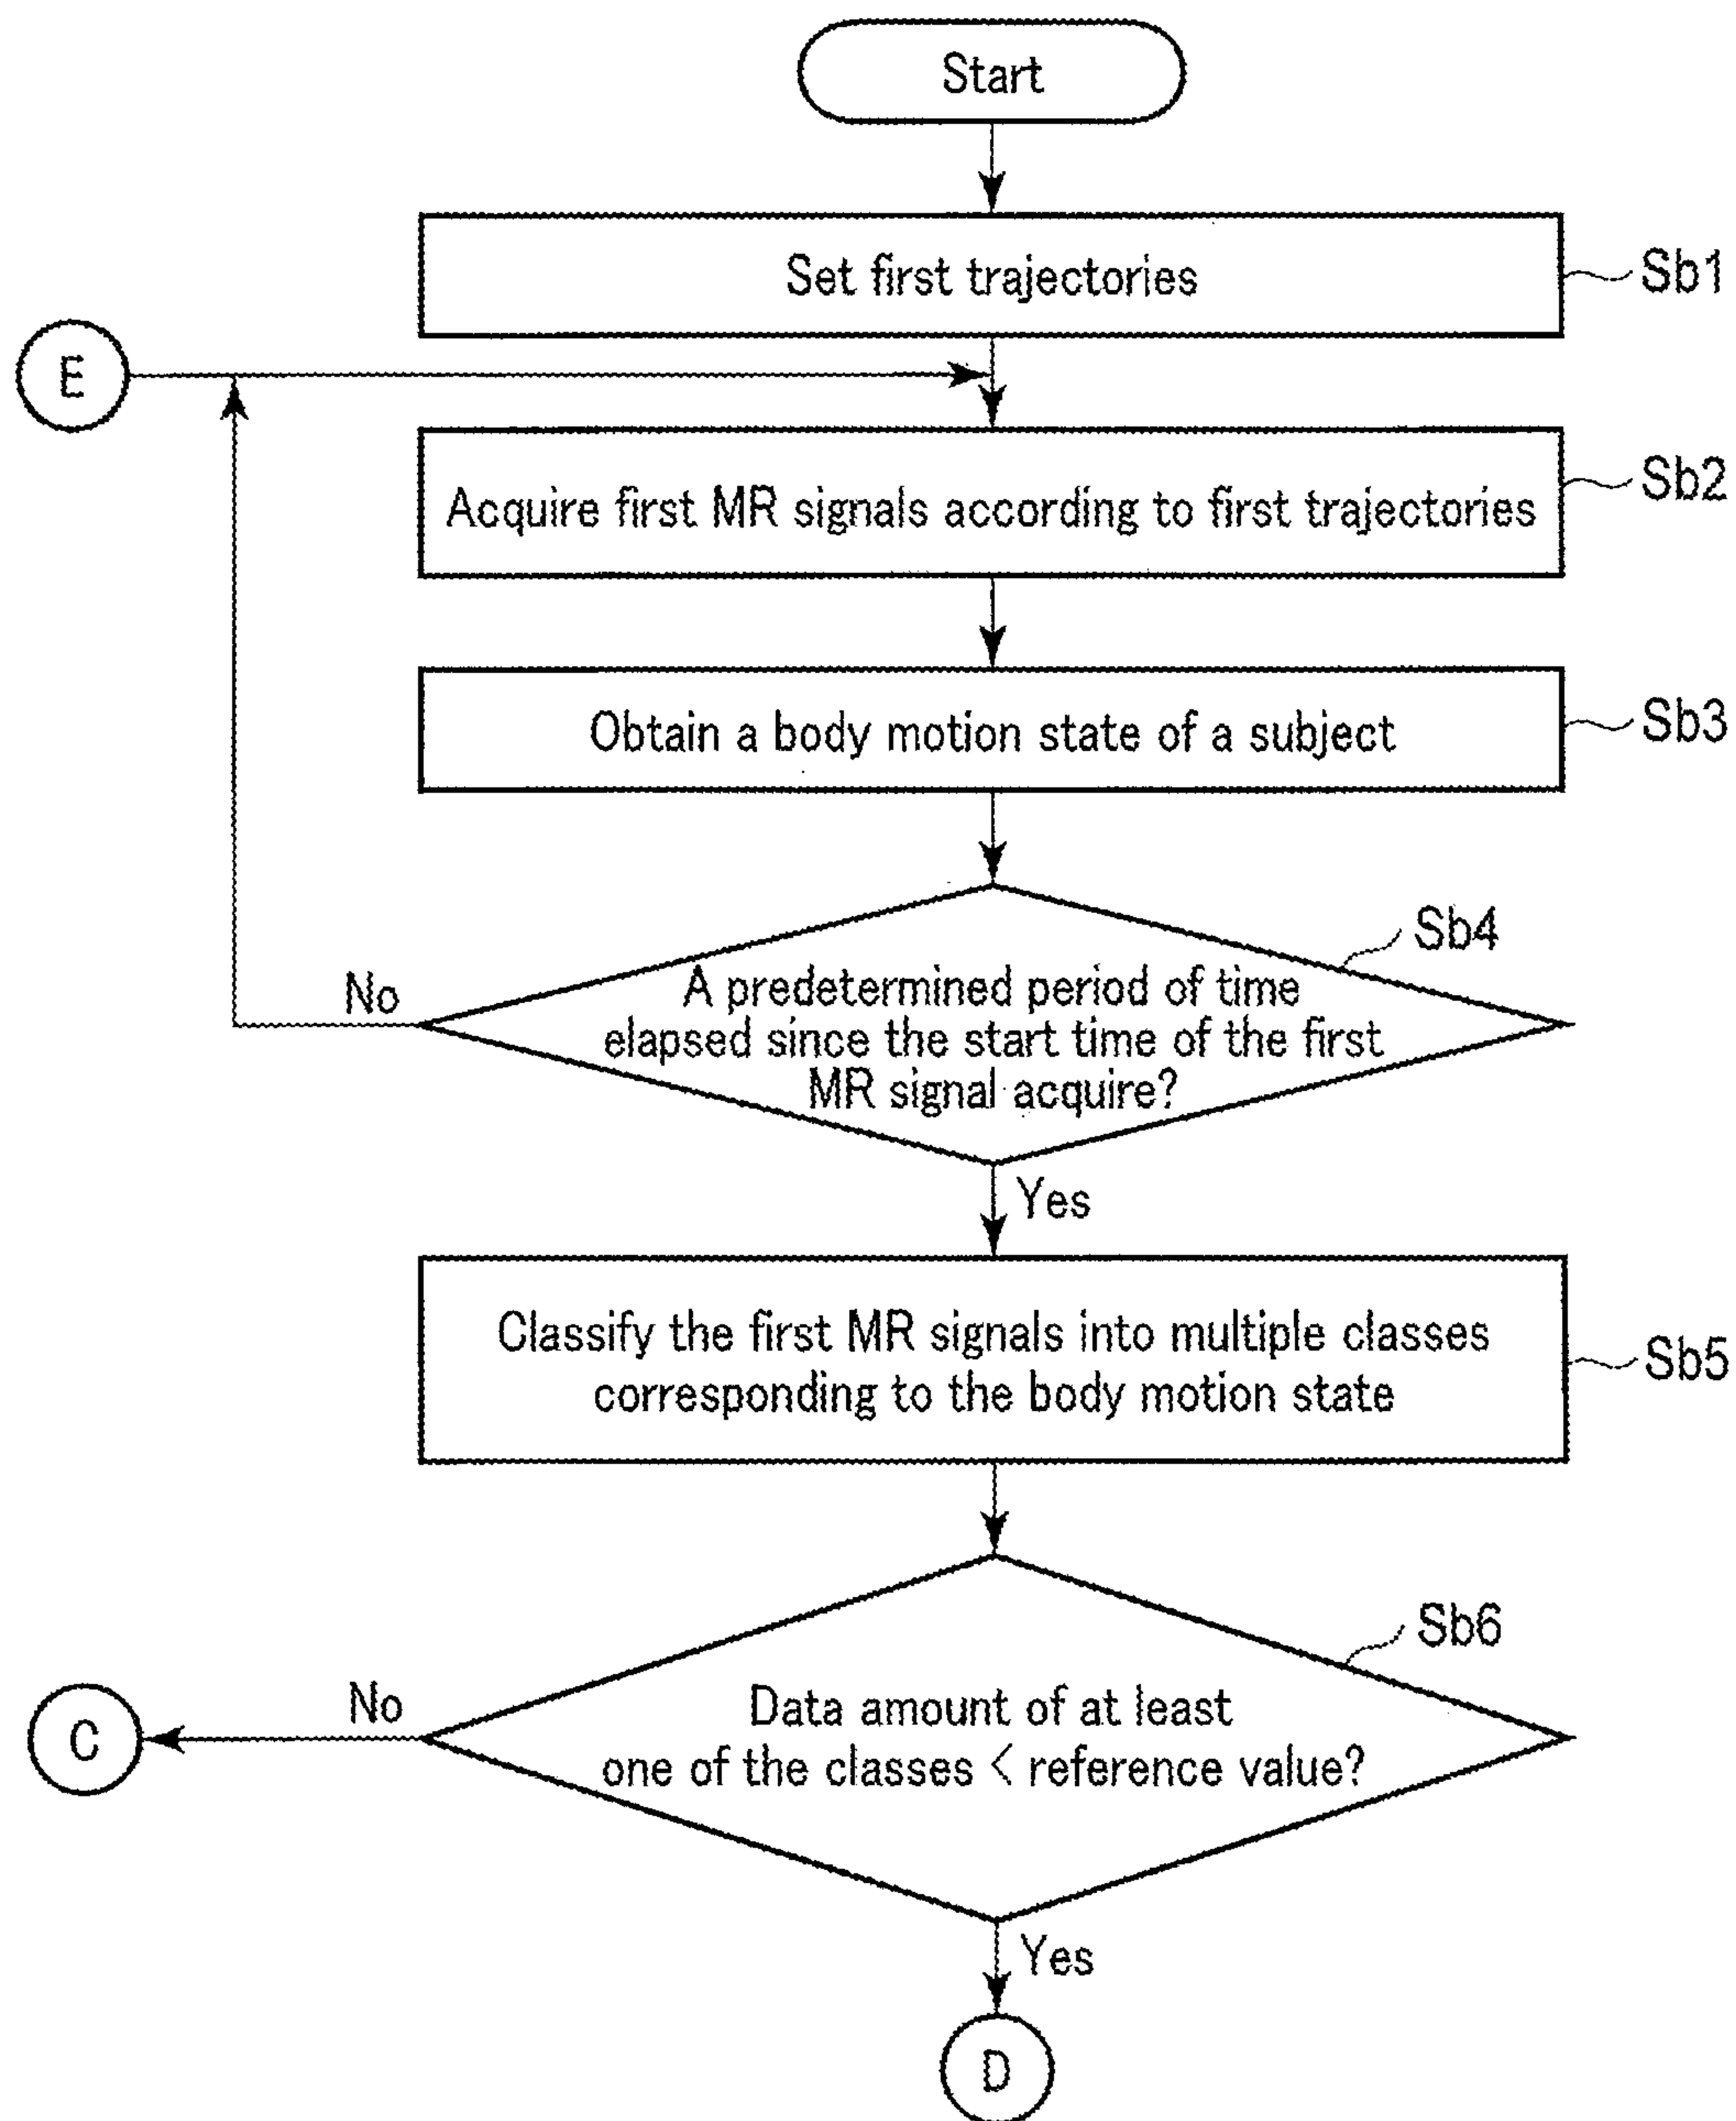 Start
Set first trajectories
Sb1
E
Acquire first MR signals according to first trajectories
Sb2
Obtain a body motion state of a subject
Sb3
Sb4
No
A predetermined period of time
elapsed since the start time of the first
MR signal acquire?
Yes
Classify the first MR signals into multiple classes
corresponding to the body motion state
Sb5
Sb6
No
C
Data amount of at least
one of the classes < reference value?
Yes
D